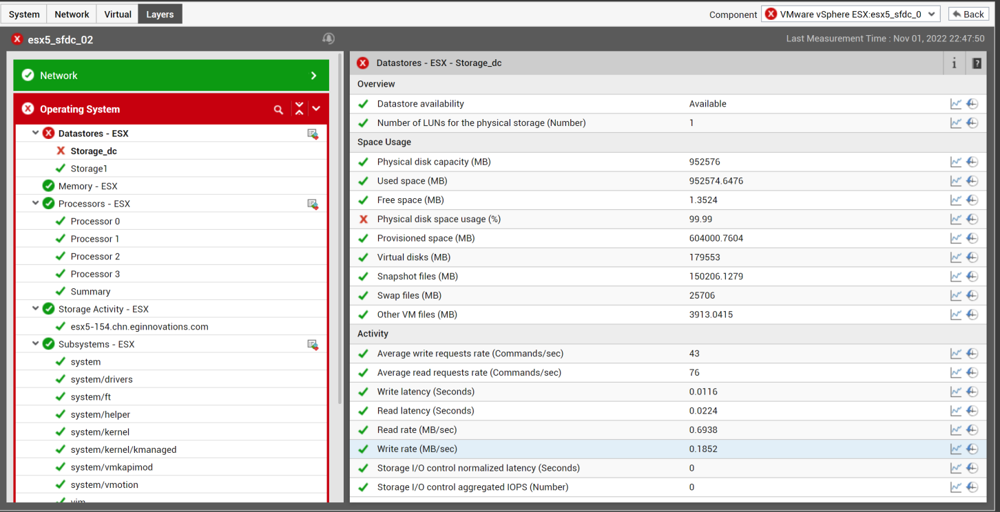 System Network Virtual Layers Component VMware vSphere ESX:esx5_sfdc_0 Back
esx5_sfdc_02 Last Measurement Time : Nov 01, 2022 22:47:50
Network
Operating System
Datastores - ESX
Storage_dc
Storage1
Memory - ESX
Processors - ESX
Processor 0
Processor 1
Processor 2
Processor 3
Summary
Storage Activity - ESX
esx5-154.chn.eginnovations.com
Subsystems - ESX
system
system/drivers
system/ft
system/helper
system/kernel
system/kernel/kmanaged
system/vmkapimod
system/vmotion
vim
Datastores - ESX - Storage_dc i ?
Overview
Datastore availability Available
Number of LUNs for the physical storage (Number) 1
Space Usage
Physical disk capacity (MB) 952576
Used space (MB) 952574.6476
Free space (MB) 1.3524
Physical disk space usage (%) 99.99
Provisioned space (MB) 604000.7604
Virtual disks (MB) 179553
Snapshot files (MB) 150206.1279
Swap files (MB) 25706
Other VM files (MB) 3913.0415
Activity
Average write requests rate (Commands/sec) 43
Average read requests rate (Commands/sec) 76
Write latency (Seconds) 0.0116
Read latency (Seconds) 0.0224
Read rate (MB/sec) 0.6938
Write rate (MB/sec) 0.1852
Storage I/O control normalized latency (Seconds) 0
Storage I/O control aggregated IOPS (Number) 0